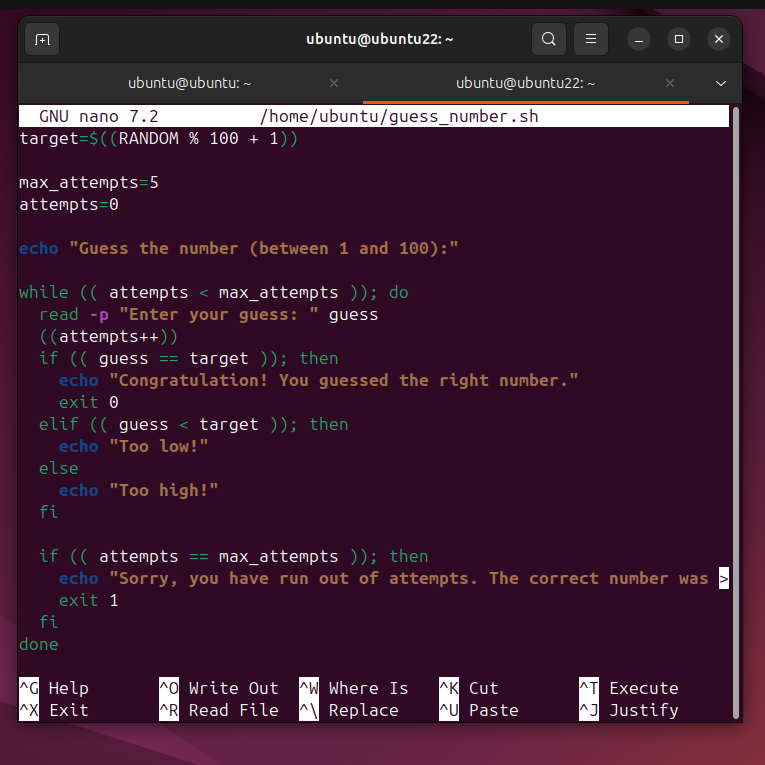 ubuntu@ubuntu22: ~
ubuntu@ubuntu: ~
ubuntu@ubuntu22: ~
GNU nano 7.2 /home/ubuntu/guess_number.sh
target=$((RANDOM % 100 + 1))
max_attempts=5
attempts=0
echo "Guess the number (between 1 and 100):"
while (( attempts < max_attempts )); do
  read -p "Enter your guess: " guess
  ((attempts++))
  if (( guess == target )); then
    echo "Congratulation! You guessed the right number."
    exit 0
  elif (( guess < target )); then
    echo "Too low!"
  else
    echo "Too high!"
  fi
  if (( attempts == max_attempts )); then
    echo "Sorry, you have run out of attempts. The correct number was >
    exit 1
  fi
done
^G Help ^O Write Out ^W Where Is ^K Cut ^T Execute
^X Exit ^R Read File ^\ Replace ^U Paste ^J Justify